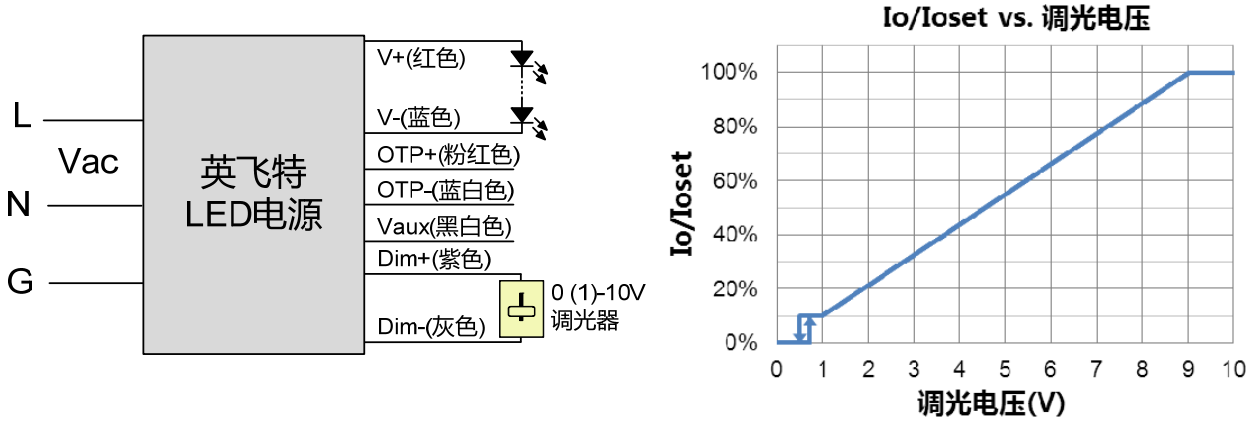 L
Vac
N
G
英飞特
LED电源
V+(红色)
V-(蓝色)
OTP+(粉红色)
OTP-(蓝白色)
Vaux(黑白色)
Dim+(紫色)
Dim-(灰色)
0 (1)-10V
调光器
Io/Ioset vs. 调光电压
Io/Ioset
100%
80%
60%
40%
20%
0%
0 1 2 3 4 5 6 7 8 9 10
调光电压(V)